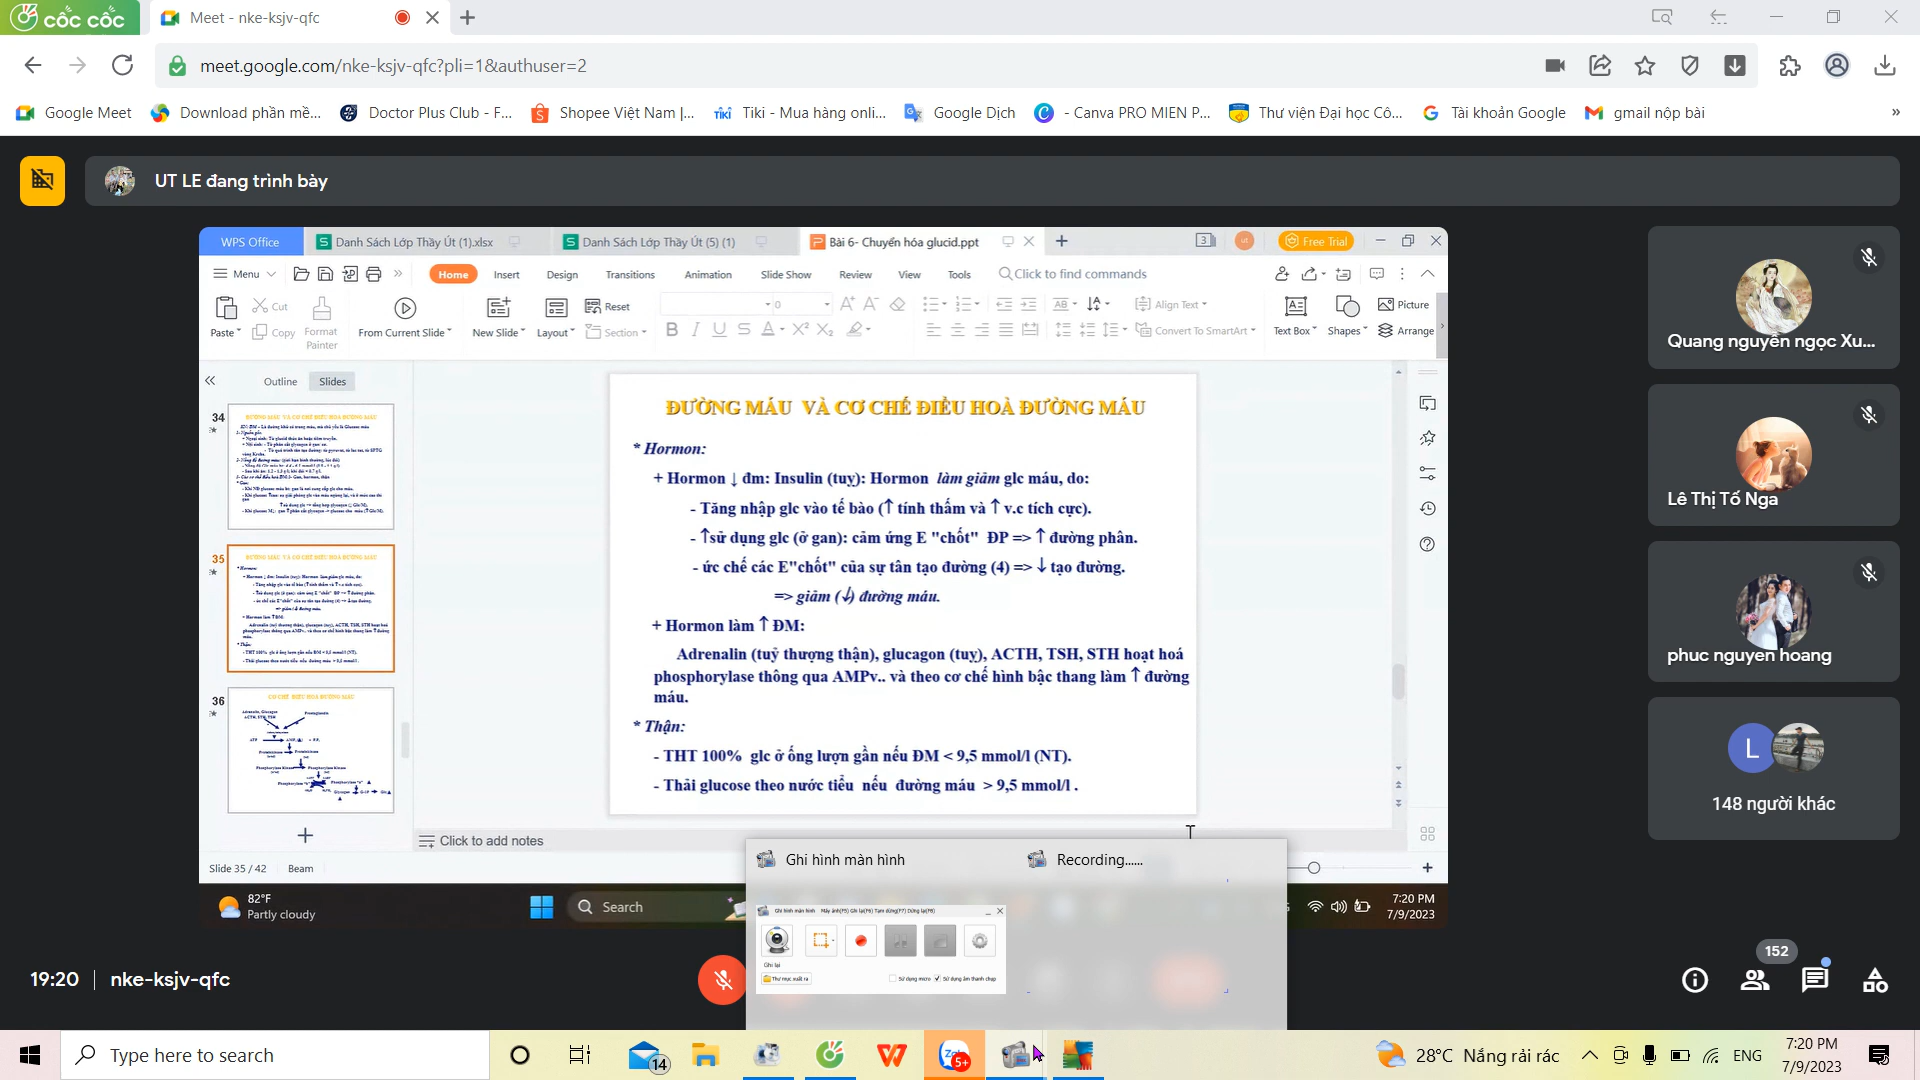 cốc cốc
Meet - nke-ksjv-qfc
meet.google.com/nke-ksjv-qfc?pli=1&authuser=2
Google Meet
Download phần mề...
Doctor Plus Club - F...
Shopee Việt Nam |...
Tiki - Mua hàng onli...
Google Dịch
- Canva PRO MIEN P...
Thư viện Đại học Cô...
Tài khoản Google
gmail nộp bài
UT LE đang trình bày
WPS Office
Danh Sách Lớp Thầy Út (1).xlsx
Danh Sách Lớp Thầy Út (5) (1)
Bài 6- Chuyển hóa glucid.ppt
3
Free Trial
Menu
Home
Insert
Design
Transitions
Animation
Slide Show
Review
View
Tools
Click to find commands
Paste
Cut
Copy
Format Painter
From Current Slide
New Slide
Layout
Reset
Section
0
Align Text
Convert To SmartArt
Text Box
Shapes
Picture
Arrange
Outline
Slides
34
35
36
ĐƯỜNG MÁU VÀ CƠ CHẾ ĐIỀU HOÀ ĐƯỜNG MÁU
* Hormon:
+ Hormon ↓ đm: Insulin (tuỵ): Hormon làm giảm glc máu, do:
- Tăng nhập glc vào tế bào (↑ tính thấm và ↑ v.c tích cực).
- ↑sử dụng glc (ở gan): cảm ứng E "chốt" ĐP => ↑ đường phân.
- ức chế các E"chốt" của sự tân tạo đường (4) => ↓ tạo đường.
=> giảm (↓) đường máu.
+ Hormon làm ↑ ĐM:
Adrenalin (tuỷ thượng thận), glucagon (tuỵ), ACTH, TSH, STH hoạt hoá
phosphorylase thông qua AMPv.. và theo cơ chế hình bậc thang làm ↑ đường
máu.
* Thận:
- THT 100% glc ở ống lượn gần nếu ĐM < 9,5 mmol/l (NT).
- Thải glucose theo nước tiểu nếu đường máu > 9,5 mmol/l .
Click to add notes
Slide 35 / 42
Beam
82°F
Partly cloudy
Search
7:20 PM
7/9/2023
Ghi hình màn hình
Recording......
Quang nguyễn ngọc Xu...
Lê Thị Tố Nga
phuc nguyen hoang
L
148 người khác
19:20
nke-ksjv-qfc
152
Type here to search
14
5+
28°C Nắng rải rác
ENG
7:20 PM
7/9/2023